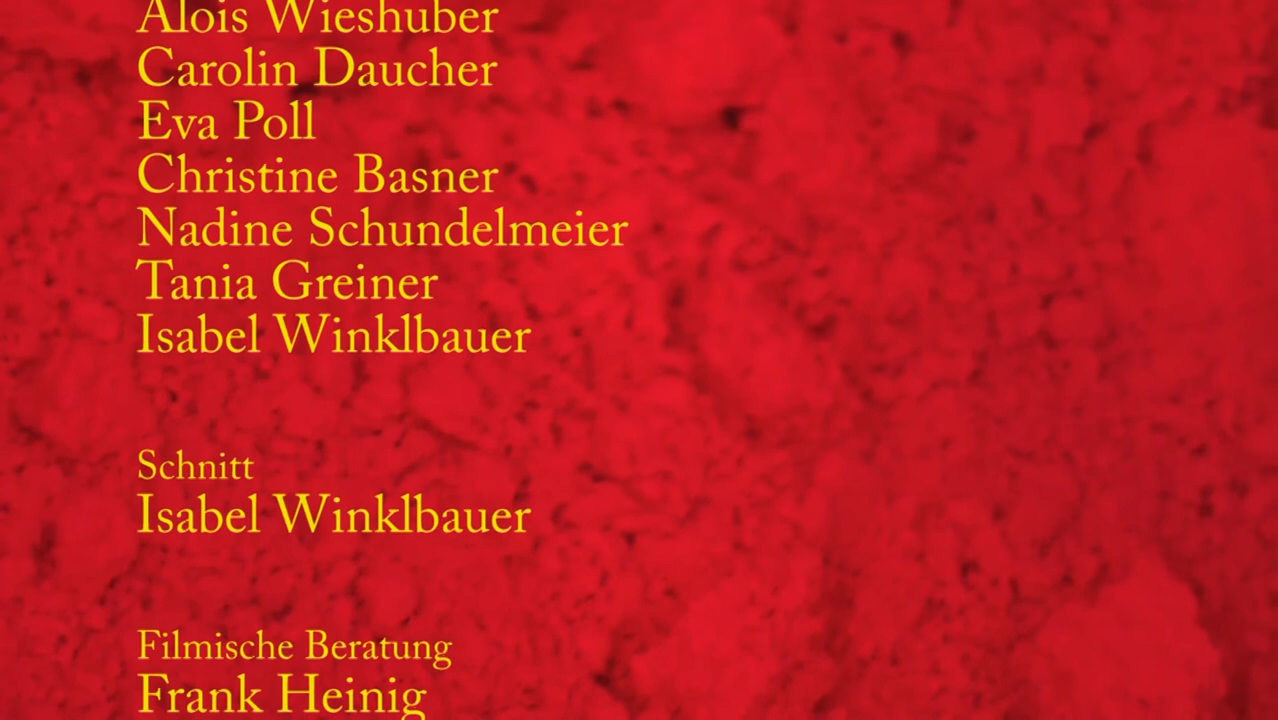 Alois Wieshuber
Carolin Daucher
Eva Poll
Christine Basner
Nadine Schundelmeier
Tania Greiner
Isabel Winklbauer
Schnitt
Isabel Winklbauer
Filmische Beratung
Frank Heinig